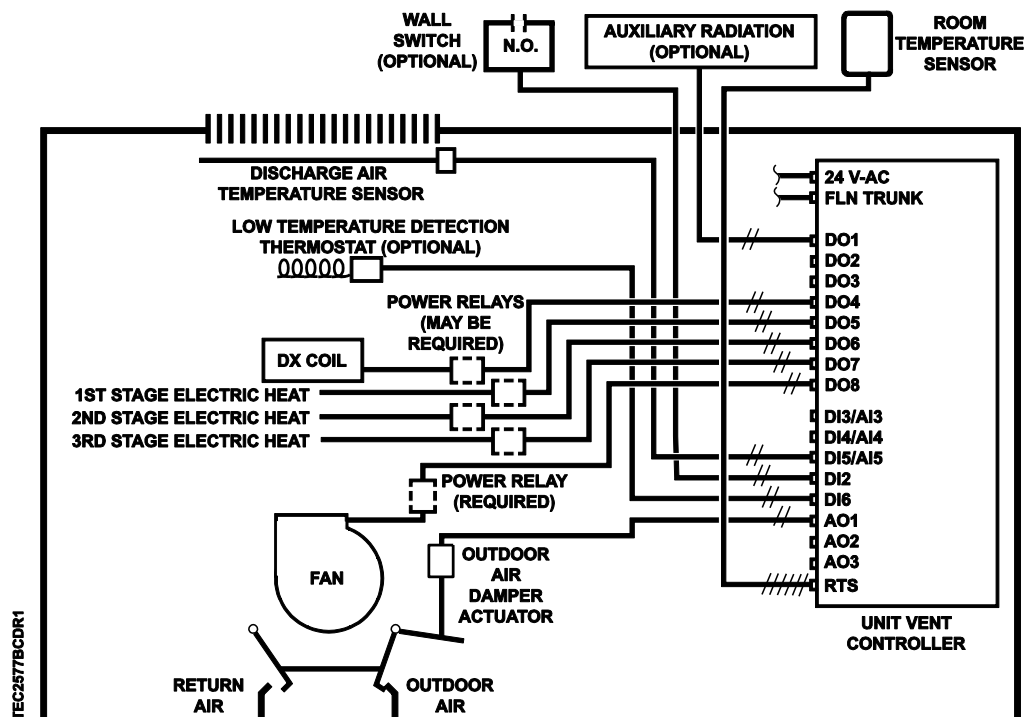 WALL
SWITCH
(OPTIONAL)
N.O.
AUXILIARY RADIATION
(OPTIONAL)
ROOM
TEMPERATURE
SENSOR
DISCHARGE AIR
TEMPERATURE SENSOR
LOW TEMPERATURE DETECTION
THERMOSTAT (OPTIONAL)
POWER RELAYS
(MAY BE
REQUIRED)
DX COIL
1ST STAGE ELECTRIC HEAT
2ND STAGE ELECTRIC HEAT
3RD STAGE ELECTRIC HEAT
POWER RELAY
(REQUIRED)
FAN
OUTDOOR
AIR
DAMPER
ACTUATOR
RETURN
AIR
OUTDOOR
AIR
24 V-AC
FLN TRUNK
DO1
DO2
DO3
DO4
DO5
DO6
DO7
DO8
DI3/AI3
DI4/AI4
DI5/AI5
DI2
DI6
AO1
AO2
AO3
RTS
UNIT VENT
CONTROLLER
TEC2577BCDR1